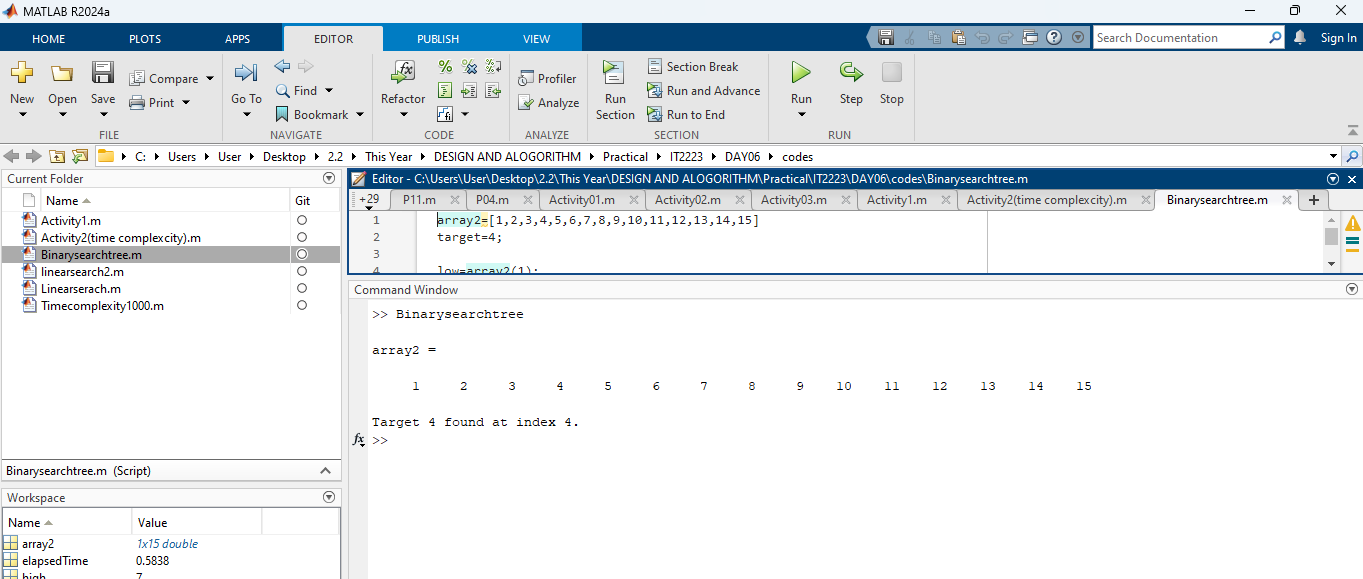 MATLAB R2024a
HOME PLOTS APPS EDITOR PUBLISH VIEW Search Documentation Sign In
New Open Save Compare Print Go To Find Bookmark Refactor Profiler Analyze Run Section Section Break Run and Advance Run to End Run Step Stop
FILE NAVIGATE CODE ANALYZE SECTION RUN
C: Users User Desktop 2.2 This Year DESIGN AND ALOGORITHM Practical IT2223 DAY06 codes
Current Folder
Name Git
Activity1.m
Activity2(time complexcity).m
Binarysearchtree.m
linearsearch2.m
Linearserach.m
Timecomplexity1000.m
Binarysearchtree.m (Script)
Workspace
Name Value
array2 1x15 double
elapsedTime 0.5838
high 7
Editor - C:\Users\User\Desktop\2.2\This Year\DESIGN AND ALOGORITHM\Practical\IT2223\DAY06\codes\Binarysearchtree.m
+29 P11.m P04.m Activity01.m Activity02.m Activity03.m Activity1.m Activity2(time complexcity).m Binarysearchtree.m
1 array2=[1,2,3,4,5,6,7,8,9,10,11,12,13,14,15]
2 target=4;
3
4 low=array2(1);
Command Window
>> Binarysearchtree
array2 =
1 2 3 4 5 6 7 8 9 10 11 12 13 14 15
Target 4 found at index 4.
fx >>